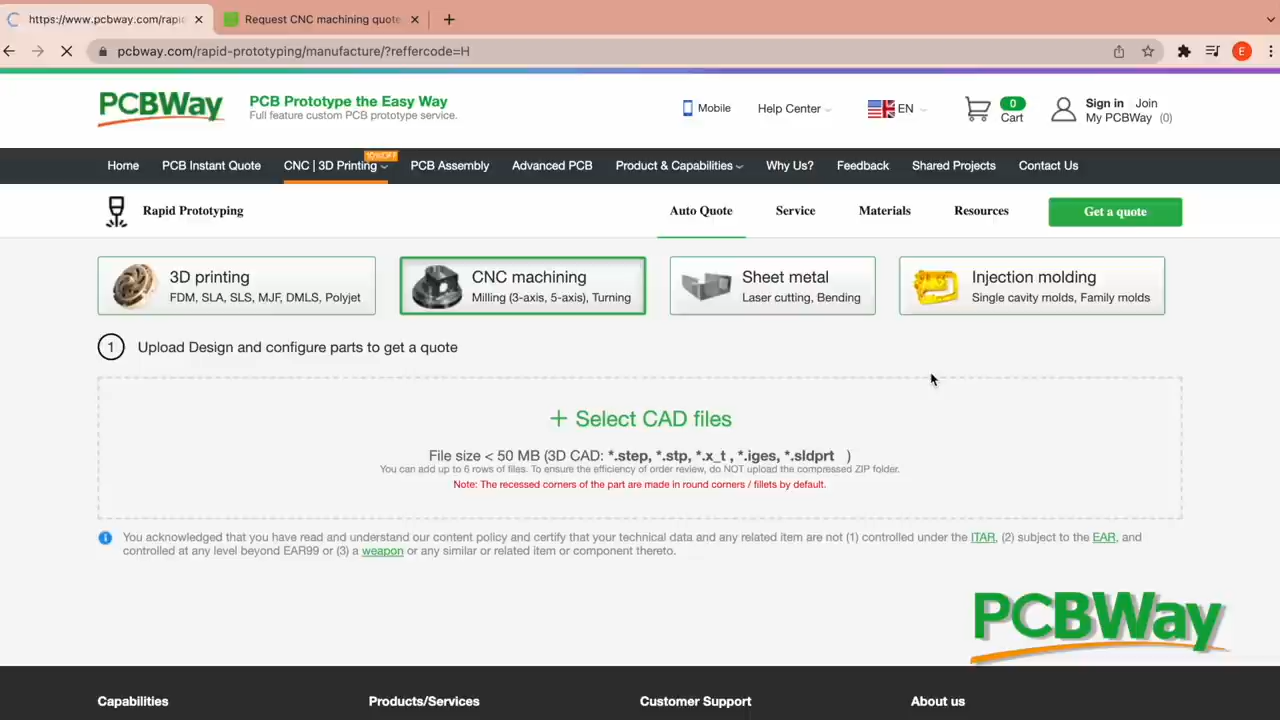 https://www.pcbway.com/rapi
Request CNC machining quote
pcbway.com/rapid-prototyping/manufacture/?reffercode=H
E
PCBWay
PCB Prototype the Easy Way
Full feature custom PCB prototype service.
Mobile
Help Center
EN
0
Cart
Sign in Join
My PCBWay (0)
10%OFF
Home PCB Instant Quote CNC | 3D Printing PCB Assembly Advanced PCB Product & Capabilities Why Us? Feedback Shared Projects Contact Us
Rapid Prototyping
Auto Quote Service Materials Resources Get a quote
3D printing
FDM, SLA, SLS, MJF, DMLS, Polyjet
CNC machining
Milling (3-axis, 5-axis), Turning
Sheet metal
Laser cutting, Bending
Injection molding
Single cavity molds, Family molds
1 Upload Design and configure parts to get a quote
+ Select CAD files
File size < 50 MB (3D CAD: *.step, *.stp, *.x_t , *.iges, *.sldprt )
You can add up to 6 rows of files. To ensure the efficiency of order review, do NOT upload the compressed ZIP folder.
Note: The recessed corners of the part are made in round corners / fillets by default.
You acknowledged that you have read and understand our content policy and certify that your technical data and any related item are not (1) controlled under the ITAR, (2) subject to the EAR, and
controlled at any level beyond EAR99 or (3) a weapon or any similar or related item or component thereto.
PCBWay
Capabilities Products/Services Customer Support About us